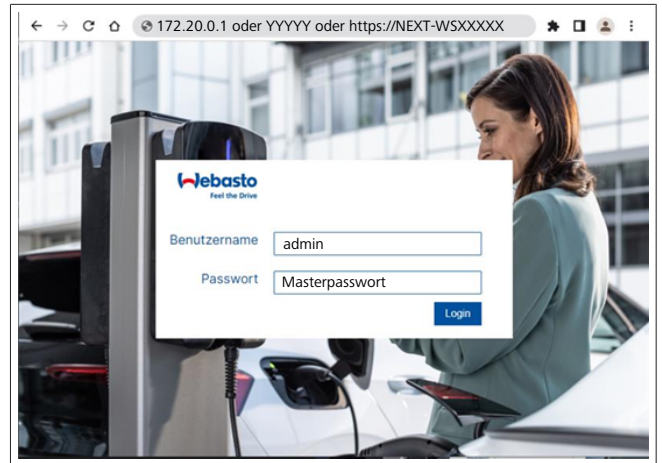 172.20.0.1 oder YYYYY oder https://NEXT-WSXXXXX
Webasto
Feel the Drive
Benutzername admin
Passwort Masterpasswort
Login